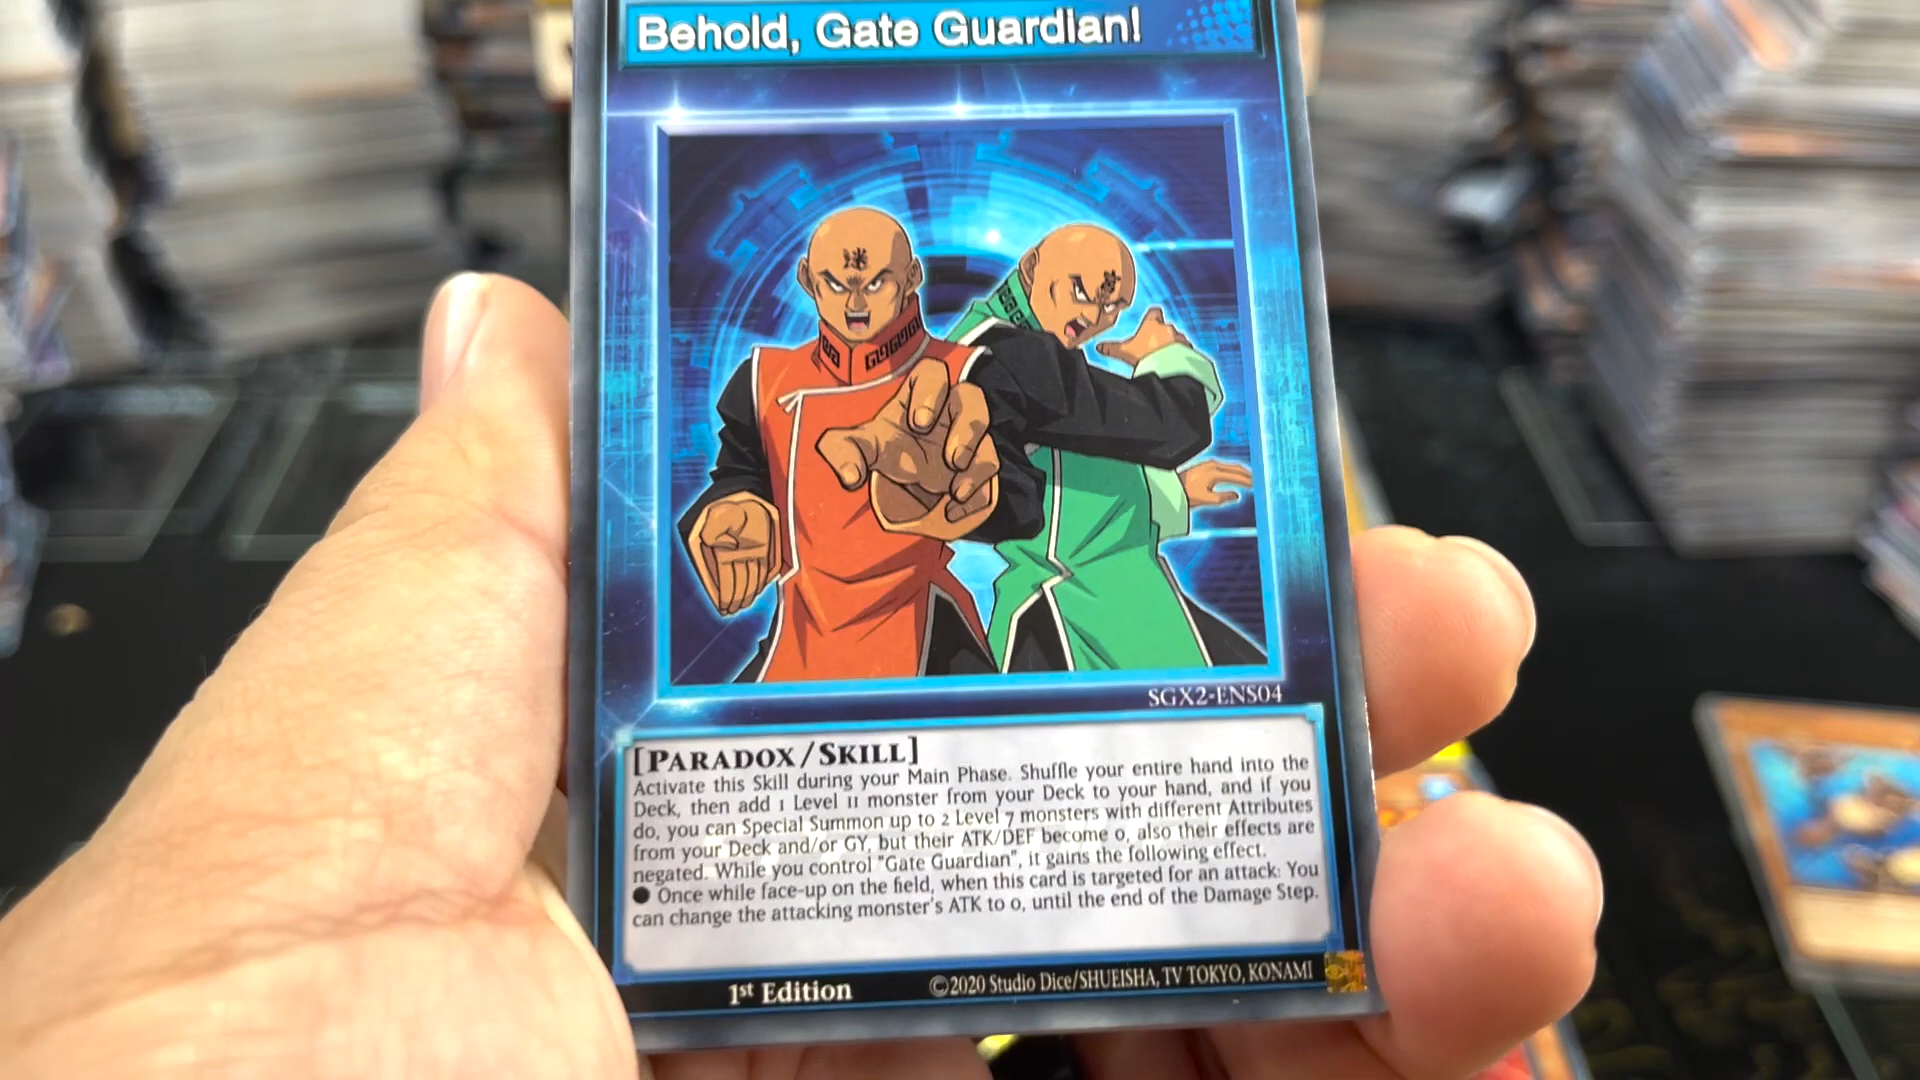 Behold, Gate Guardian!
迷
宮
SGX2-ENS04
[PARADOX/SKILL]
Activate this Skill during your Main Phase. Shuffle your entire hand into the
Deck, then add 1 Level 11 monster from your Deck to your hand, and if you
do, you can Special Summon up to 2 Level 7 monsters with different Attributes
from your Deck and/or GY, but their ATK/DEF become 0, also their effects are
negated. While you control "Gate Guardian", it gains the following effect.
● Once while face-up on the field, when this card is targeted for an attack: You
can change the attacking monster's ATK to 0, until the end of the Damage Step.
1st Edition
©2020 Studio Dice/SHUEISHA, TV TOKYO, KONAMI